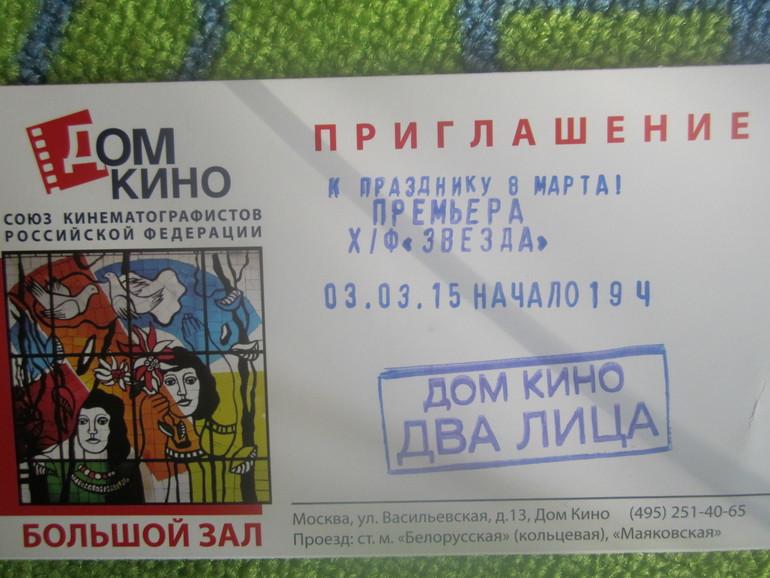 ДОМ
КИНО
СОЮЗ КИНЕМАТОГРАФИСТОВ
РОССИЙСКОЙ ФЕДЕРАЦИИ
БОЛЬШОЙ ЗАЛ
ПРИГЛАШЕНИЕ
К ПРАЗДНИКУ 8 МАРТА!
ПРЕМЬЕРА
Х/Ф «ЗВЕЗДА»
03.03.15 НАЧАЛО 19 Ч
ДОМ КИНО
ДВА ЛИЦА
Москва, ул. Васильевская, д.13, Дом Кино (495) 251-40-65
Проезд: ст. м. «Белорусская» (кольцевая), «Маяковская»